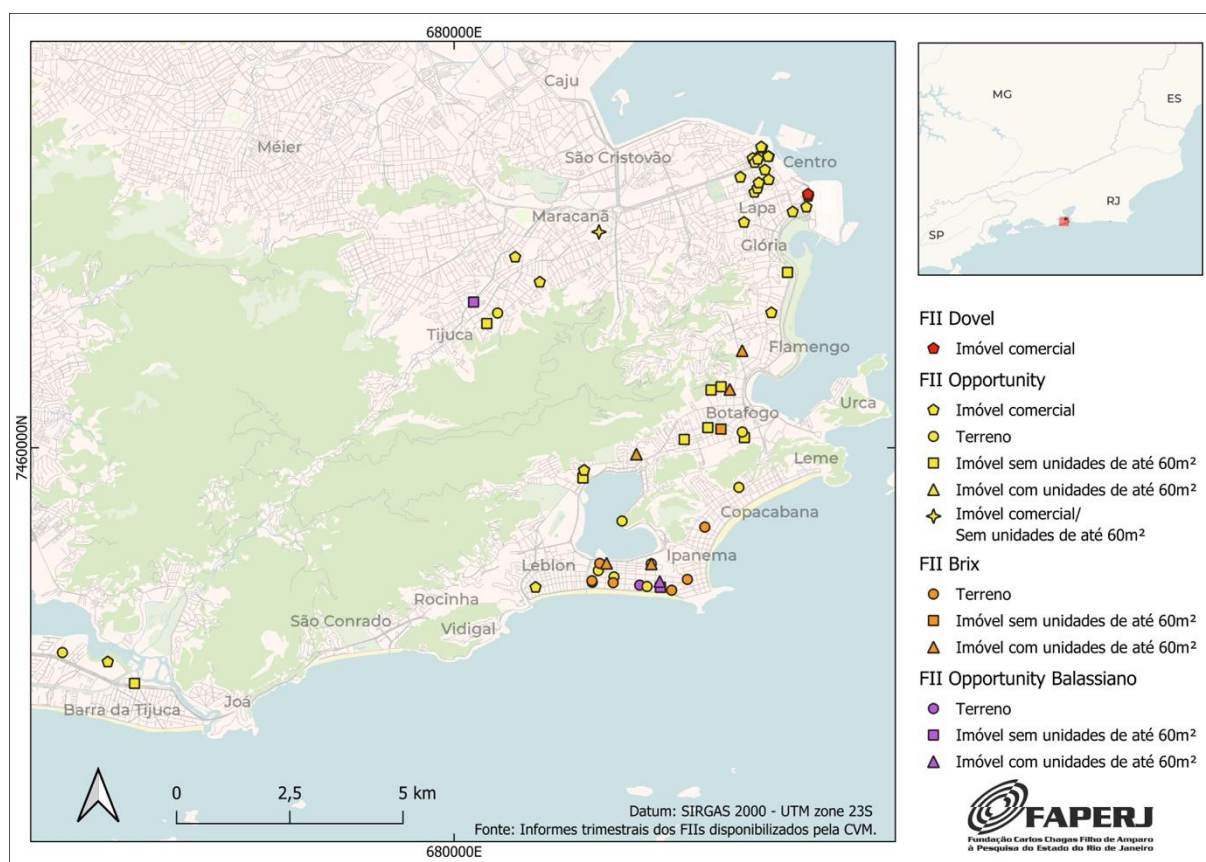 680000E
Caju
Méier
São Cristovão
Centro
Maracanã
Lapa
Glória
Tijuca
Flamengo
Botafogo
Urca
7460000N
Leme
Copacabana
Leblon
Ipanema
Rocinha
São Conrado
Vidigal
Barra da Tijuca
Joá
0 2,5 5 km
Datum: SIRGAS 2000 - UTM zone 23S
Fonte: Informes trimestrais dos FIIs disponibilizados pela CVM.
680000E
MG
ES
RJ
SP
FII Dovel
Imóvel comercial
FII Opportunity
Imóvel comercial
Terreno
Imóvel sem unidades de até 60m²
Imóvel com unidades de até 60m²
Imóvel comercial/
Sem unidades de até 60m²
FII Brix
Terreno
Imóvel sem unidades de até 60m²
Imóvel com unidades de até 60m²
FII Opportunity Balassiano
Terreno
Imóvel sem unidades de até 60m²
Imóvel com unidades de até 60m²
FAPERJ
Fundação Carlos Chagas Filho de Amparo
à Pesquisa do Estado do Rio de Janeiro